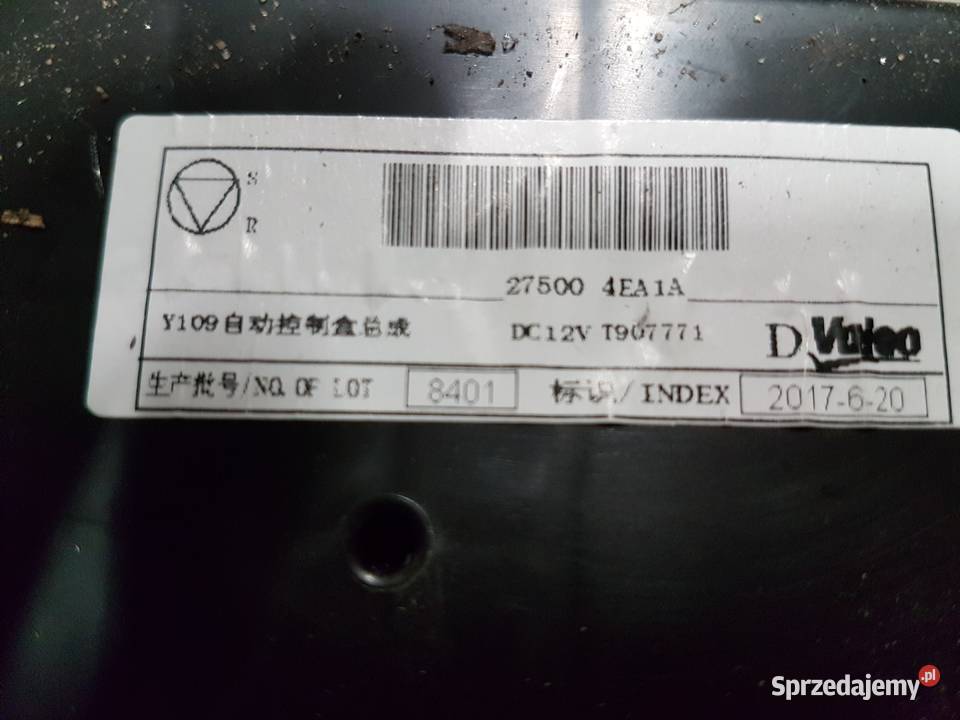 S
R
27500 4EA1A
Y109自动控制盒总成 DC12V T907771 D Valeo
生产批号/NO. OF LOT 8401 标识/INDEX 2017-6-20
Sprzedajemy.pl